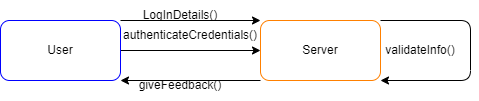 LogInDetails()
authenticateCredentials()
User
Server
validateInfo()
giveFeedback()